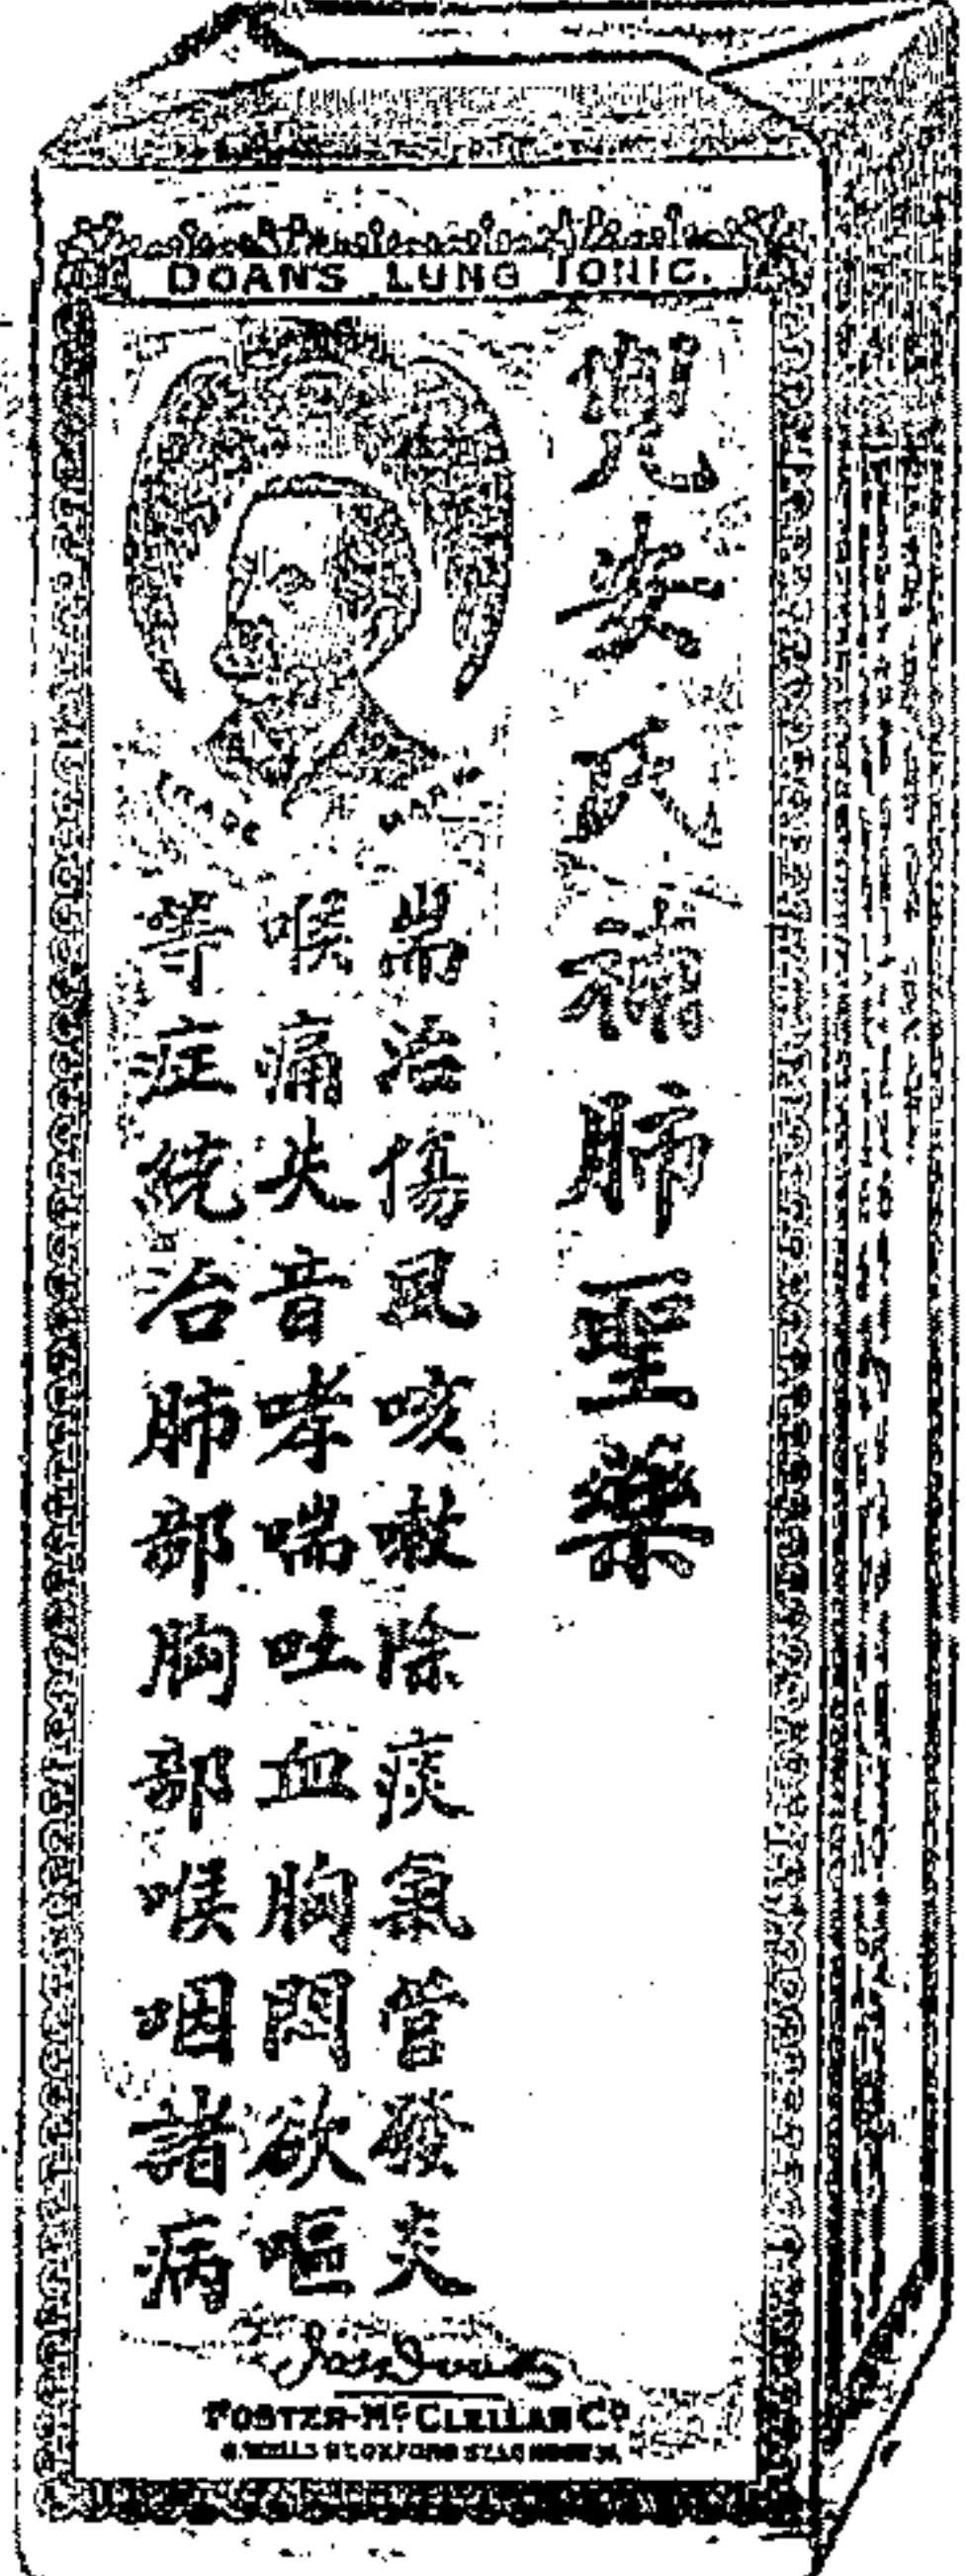 DOAN'S LUNG TONIC.
兜安氏補肺聖藥
TRADE MARK
耑治傷風咳嗽除痰氣管發炎
喉痛失音哮喘吐血胸悶欲嘔
等症統治肺部胸部喉咽諸病
FOSTER-McCLELLAN Co